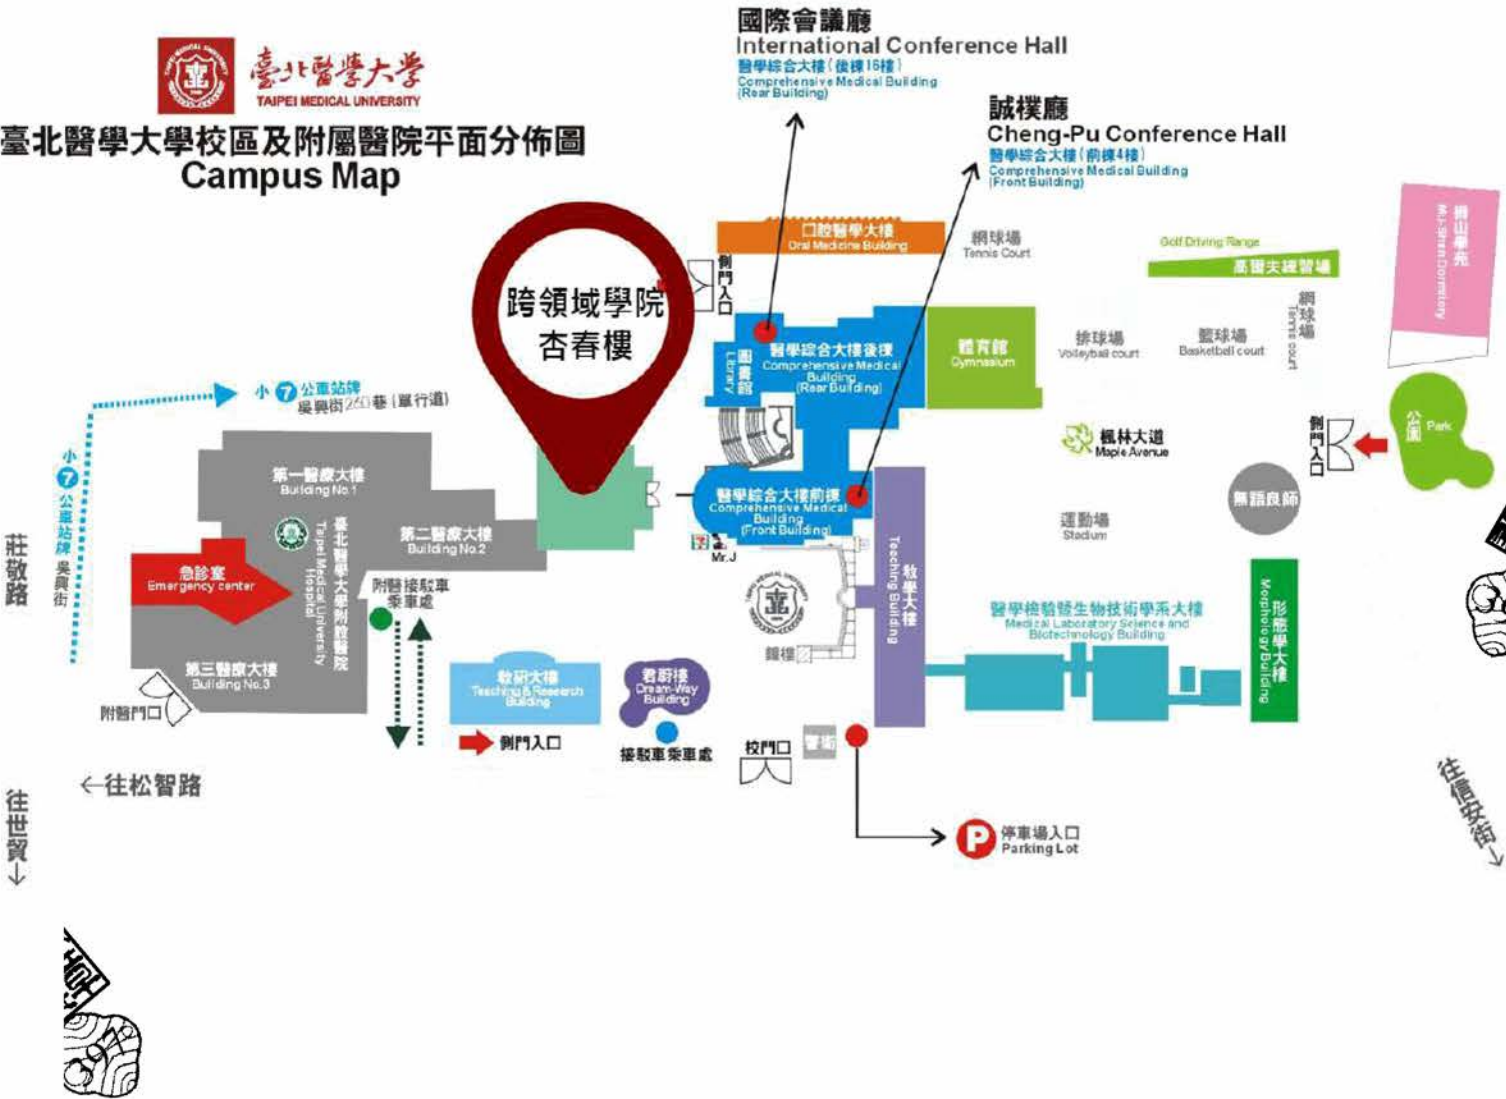 臺北醫學大學
TAIPEI MEDICAL UNIVERSITY
臺北醫學大學校區及附屬醫院平面分佈圖
Campus Map
國際會議廳
International Conference Hall
醫學綜合大樓(後棟16樓)
Comprehensive Medical Building
(Rear Building)
誠樸廳
Cheng-Pu Conference Hall
醫學綜合大樓(前棟4樓)
Comprehensive Medical Building
(Front Building)
跨領域學院
杏春樓
口腔醫學大樓
Oral Medicine Building
側門入口
網球場
Tennis Court
Golf Driving Range
高爾夫練習場
網球場
Tennis court
圖書館
Library
醫學綜合大樓後棟
Comprehensive Medical
Building
(Rear Building)
體育館
Gymnasium
排球場
Volleyball court
籃球場
Basketball court
小 7 公車站牌
吳興街260巷(單行道)
小 7 公車站牌 吳興街
莊敬路
第一醫療大樓
Building No.1
第二醫療大樓
Building No.2
臺北醫學大學附設醫院
Taipei Medical University
Hospital
急診室
Emergency center
第三醫療大樓
Building No.3
附醫門口
附醫接駁車
乘車處
醫學綜合大樓前棟
Comprehensive Medical
Building
(Front Building)
7
Mr.J
TAIPEI MEDICAL UNIVERSITY
鐘樓
教學大樓
Teaching Building
楓林大道
Maple Avenue
運動場
Stadium
無語良師
側門入口
公園
Park
醫學檢驗暨生物技術學系大樓
Medical Laboratory Science and
Biotechnology Building
形態學大樓
Morphology Building
教研大樓
Teaching & Research
Building
側門入口
君蔚樓
Dream-Way
Building
接駁車乘車處
校門口
警衛
P 停車場入口
Parking Lot
←往松智路
往世貿→
往信安街→